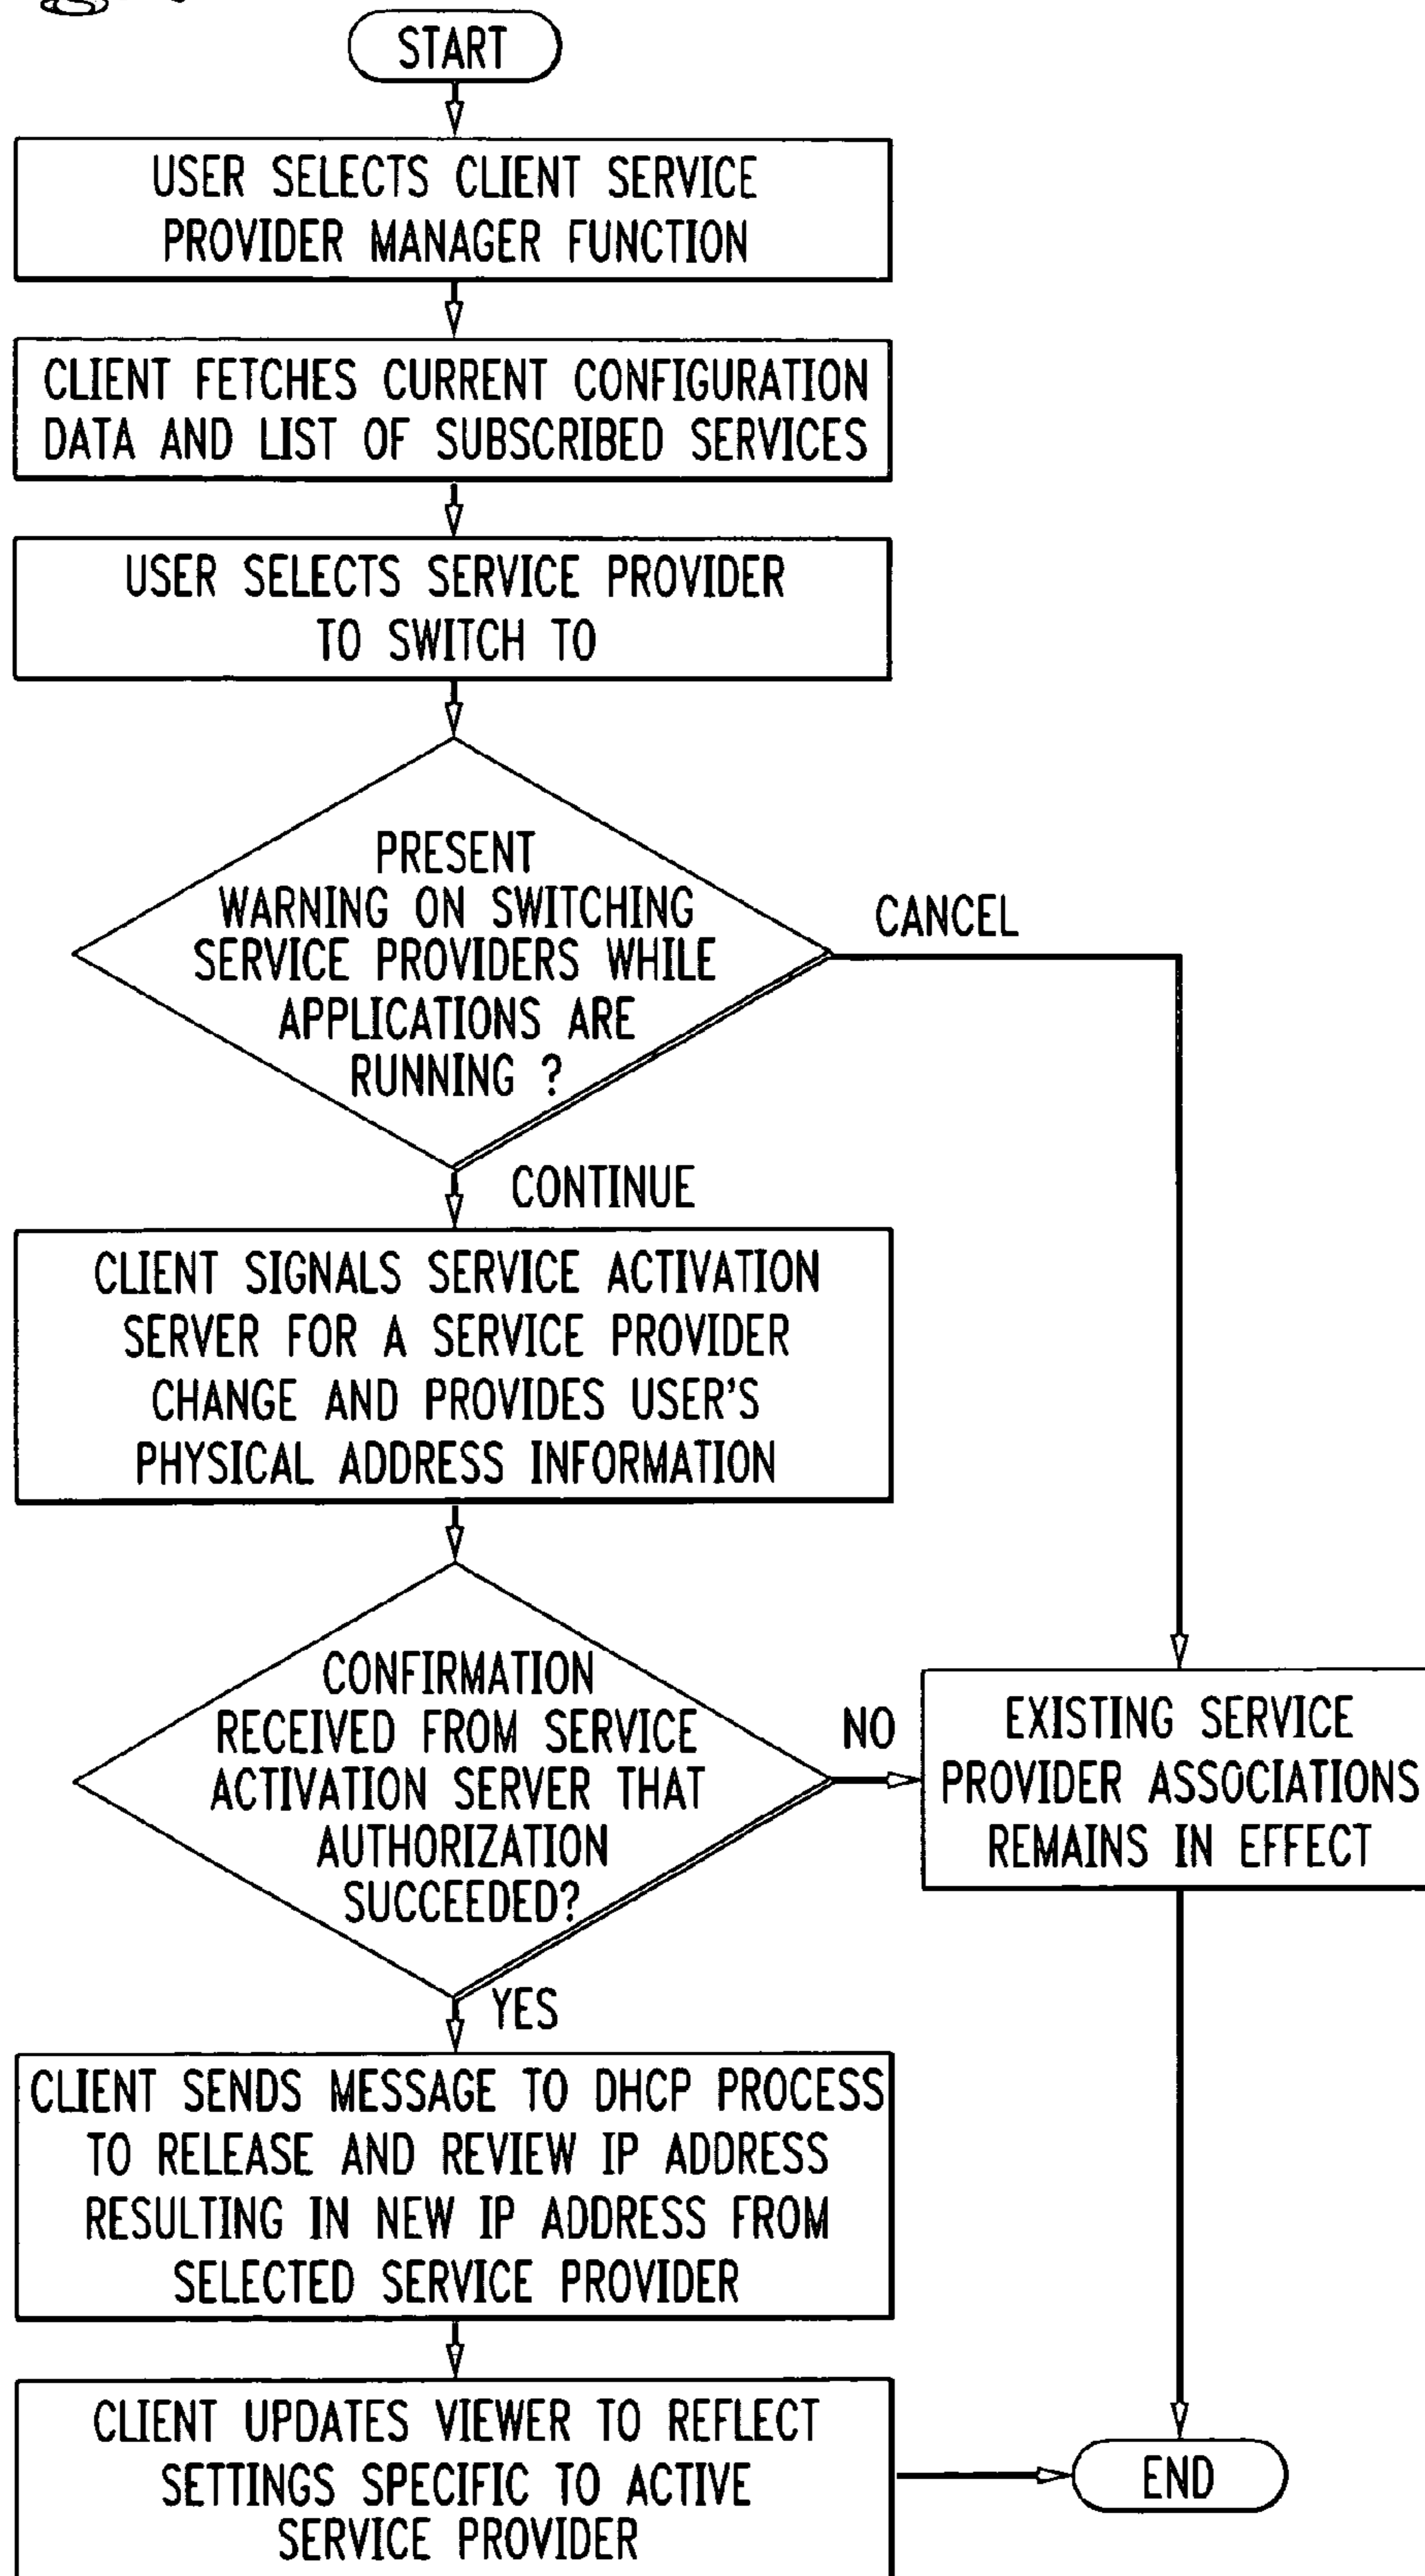 START
USER SELECTS CLIENT SERVICE
PROVIDER MANAGER FUNCTION
CLIENT FETCHES CURRENT CONFIGURATION
DATA AND LIST OF SUBSCRIBED SERVICES
USER SELECTS SERVICE PROVIDER
TO SWITCH TO
PRESENT
WARNING ON SWITCHING
SERVICE PROVIDERS WHILE
APPLICATIONS ARE
RUNNING ?
CANCEL
CONTINUE
CLIENT SIGNALS SERVICE ACTIVATION
SERVER FOR A SERVICE PROVIDER
CHANGE AND PROVIDES USER'S
PHYSICAL ADDRESS INFORMATION
CONFIRMATION
RECEIVED FROM SERVICE
ACTIVATION SERVER THAT
AUTHORIZATION
SUCCEEDED?
NO
EXISTING SERVICE
PROVIDER ASSOCIATIONS
REMAINS IN EFFECT
YES
CLIENT SENDS MESSAGE TO DHCP PROCESS
TO RELEASE AND REVIEW IP ADDRESS
RESULTING IN NEW IP ADDRESS FROM
SELECTED SERVICE PROVIDER
CLIENT UPDATES VIEWER TO REFLECT
SETTINGS SPECIFIC TO ACTIVE
SERVICE PROVIDER
END